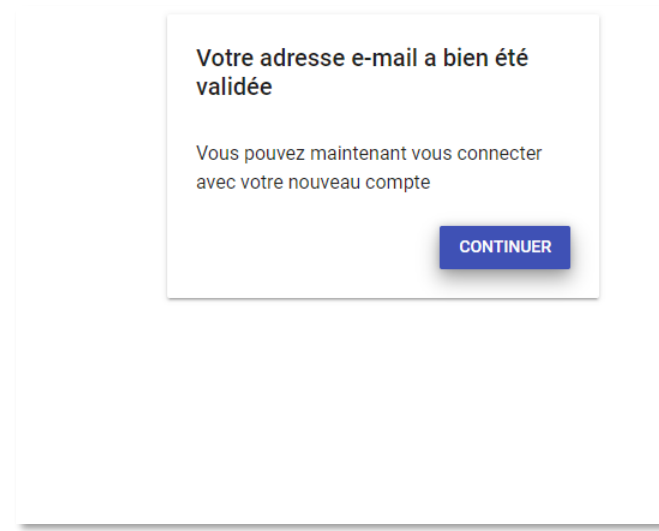 Votre adresse e-mail a bien été
validée
Vous pouvez maintenant vous connecter
avec votre nouveau compte
CONTINUER